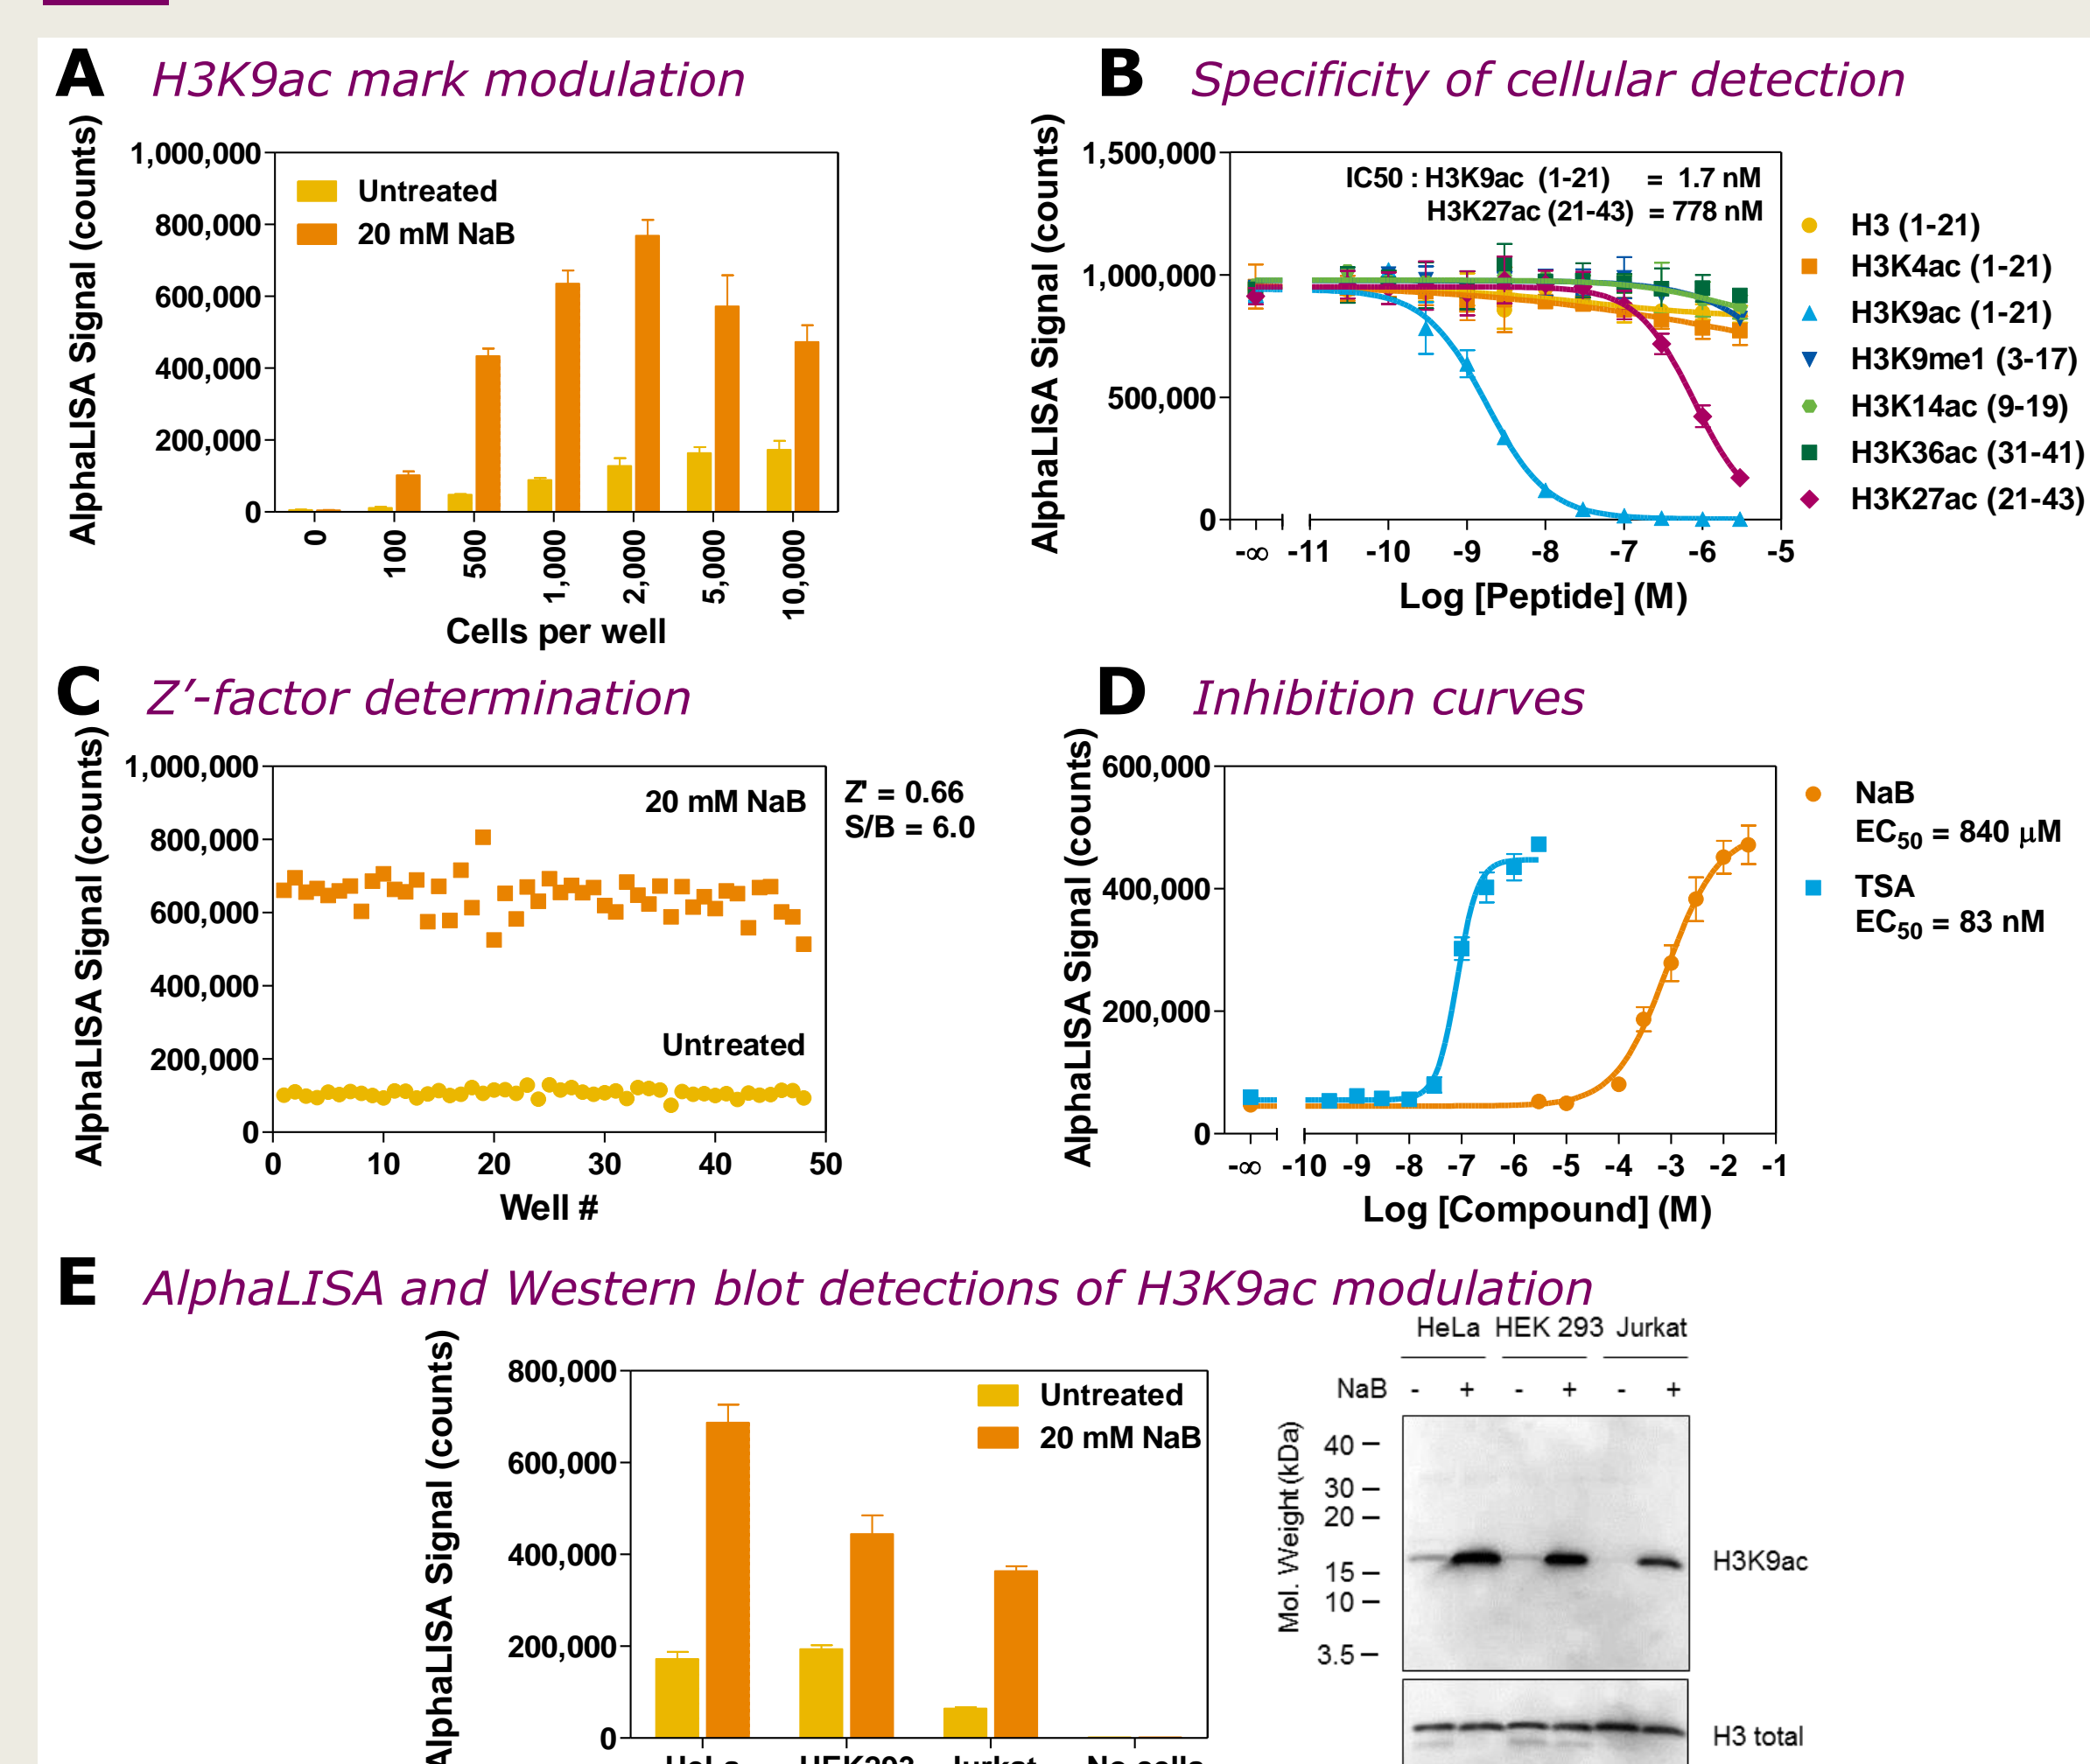 A H3K9ac mark modulation
AlphaLISA Signal (counts)
1,000,000
800,000
600,000
400,000
200,000
0
Untreated
20 mM NaB
0 100 500 1,000 2,000 5,000 10,000
Cells per well
B Specificity of cellular detection
AlphaLISA Signal (counts)
1,500,000
1,000,000
500,000
0
IC50 : H3K9ac (1-21) = 1.7 nM
H3K27ac (21-43) = 778 nM
-∞ -11 -10 -9 -8 -7 -6 -5
Log [Peptide] (M)
H3 (1-21)
H3K4ac (1-21)
H3K9ac (1-21)
H3K9me1 (3-17)
H3K14ac (9-19)
H3K36ac (31-41)
H3K27ac (21-43)
C Z’-factor determination
AlphaLISA Signal (counts)
1,000,000
800,000
600,000
400,000
200,000
0
20 mM NaB
Untreated
Z' = 0.66
S/B = 6.0
0 10 20 30 40 50
Well #
D Inhibition curves
AlphaLISA Signal (counts)
600,000
400,000
200,000
0
-∞ -10 -9 -8 -7 -6 -5 -4 -3 -2 -1
Log [Compound] (M)
NaB
EC50 = 840 µM
TSA
EC50 = 83 nM
E AlphaLISA and Western blot detections of H3K9ac modulation
AlphaLISA Signal (counts)
800,000
600,000
400,000
200,000
0
Untreated
20 mM NaB
HeLa HEK293 Jurkat No cells
HeLa HEK 293 Jurkat
NaB - + - + - +
Mol. Weight (kDa)
40
30
20
15
10
3.5
H3K9ac
H3 total